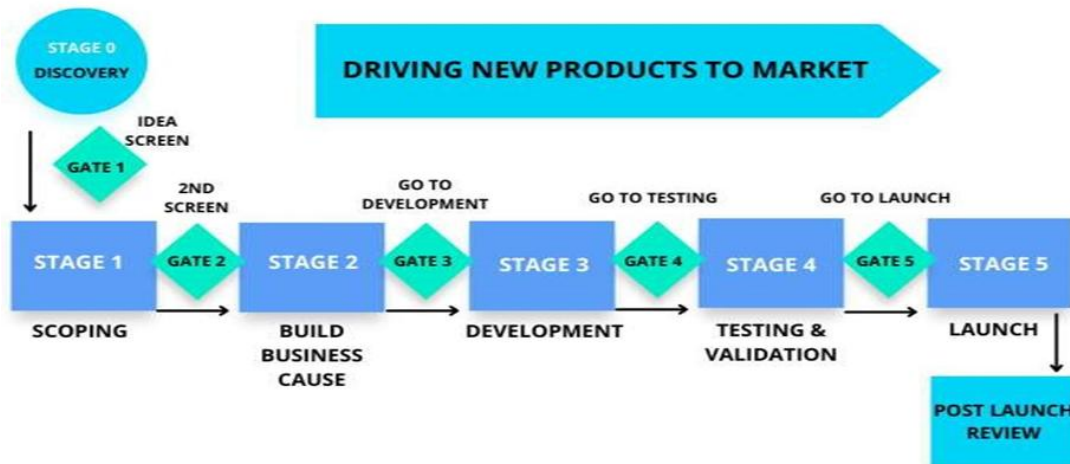 STAGE 0
DISCOVERY
DRIVING NEW PRODUCTS TO MARKET
IDEA
SCREEN
GATE 1
2ND
SCREEN
GO TO
DEVELOPMENT
GO TO TESTING
GO TO LAUNCH
STAGE 1
GATE 2
STAGE 2
GATE 3
STAGE 3
GATE 4
STAGE 4
GATE 5
STAGE 5
SCOPING
BUILD
BUSINESS
CAUSE
DEVELOPMENT
TESTING &
VALIDATION
LAUNCH
POST LAUNCH
REVIEW